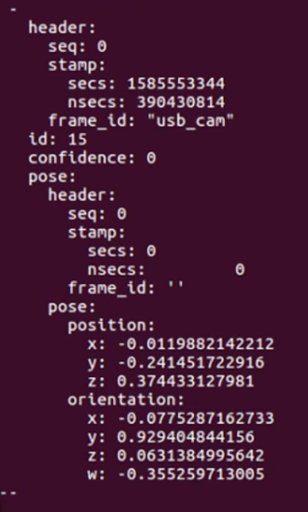 -
header:
seq: 0
stamp:
secs: 1585553344
nsecs: 390430814
frame_id: "usb_cam"
id: 15
confidence: 0
pose:
header:
seq: 0
stamp:
secs: 0
nsecs:         0
frame_id: ''
pose:
position:
x: -0.0119882142212
y: -0.241451722916
z: 0.374433127981
orientation:
x: -0.0775287162733
y: 0.929404844156
z: 0.0631384995642
w: -0.355259713005
--